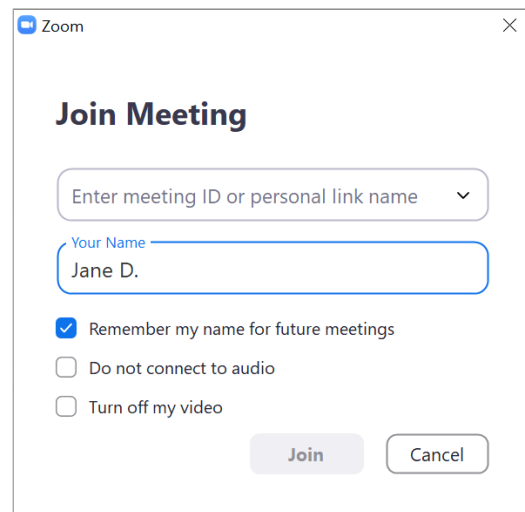 Zoom
Join Meeting
Enter meeting ID or personal link name
Your Name
Jane D.
Remember my name for future meetings
Do not connect to audio
Turn off my video
Join Cancel